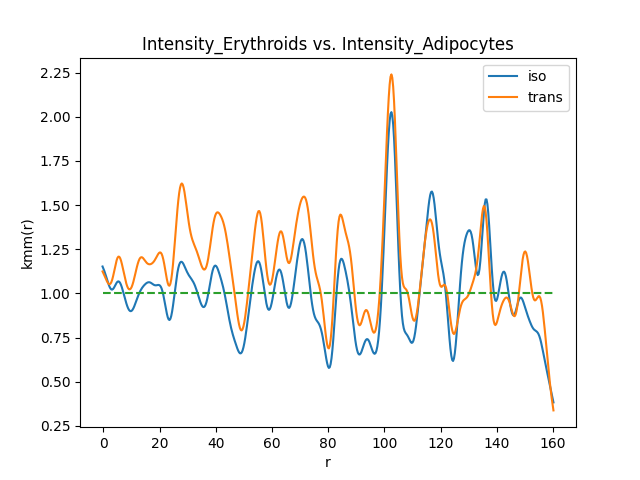 Intensity_Erythroids vs. Intensity_Adipocytes
iso
trans
2.25
2.00
1.75
1.50
1.25
1.00
0.75
0.50
0.25
kmm(r)
0 20 40 60 80 100 120 140 160
r